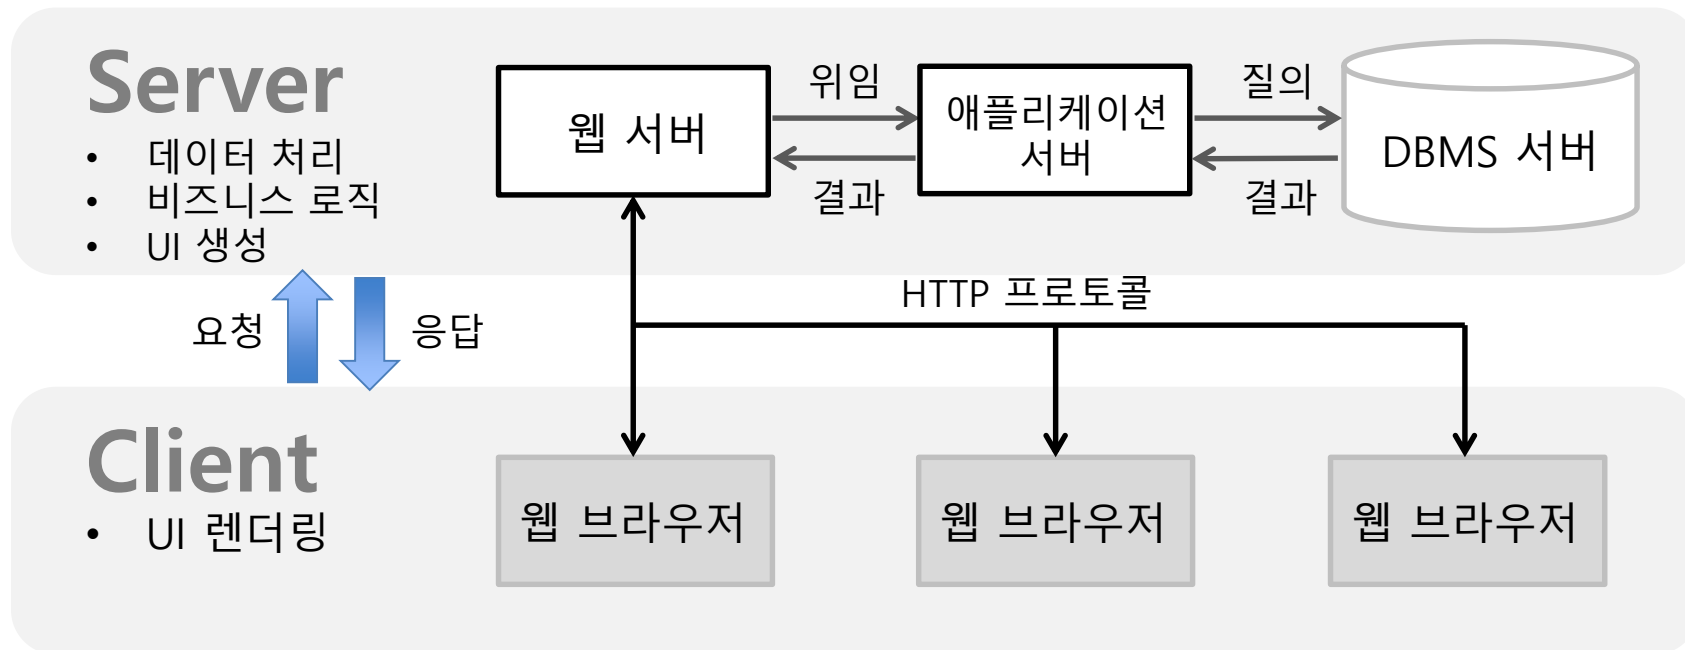 Server
• 데이터 처리
• 비즈니스 로직
• UI 생성
웹 서버
위임
결과
애플리케이션
서버
질의
결과
DBMS 서버
요청
응답
HTTP 프로토콜
Client
• UI 렌더링
웹 브라우저
웹 브라우저
웹 브라우저